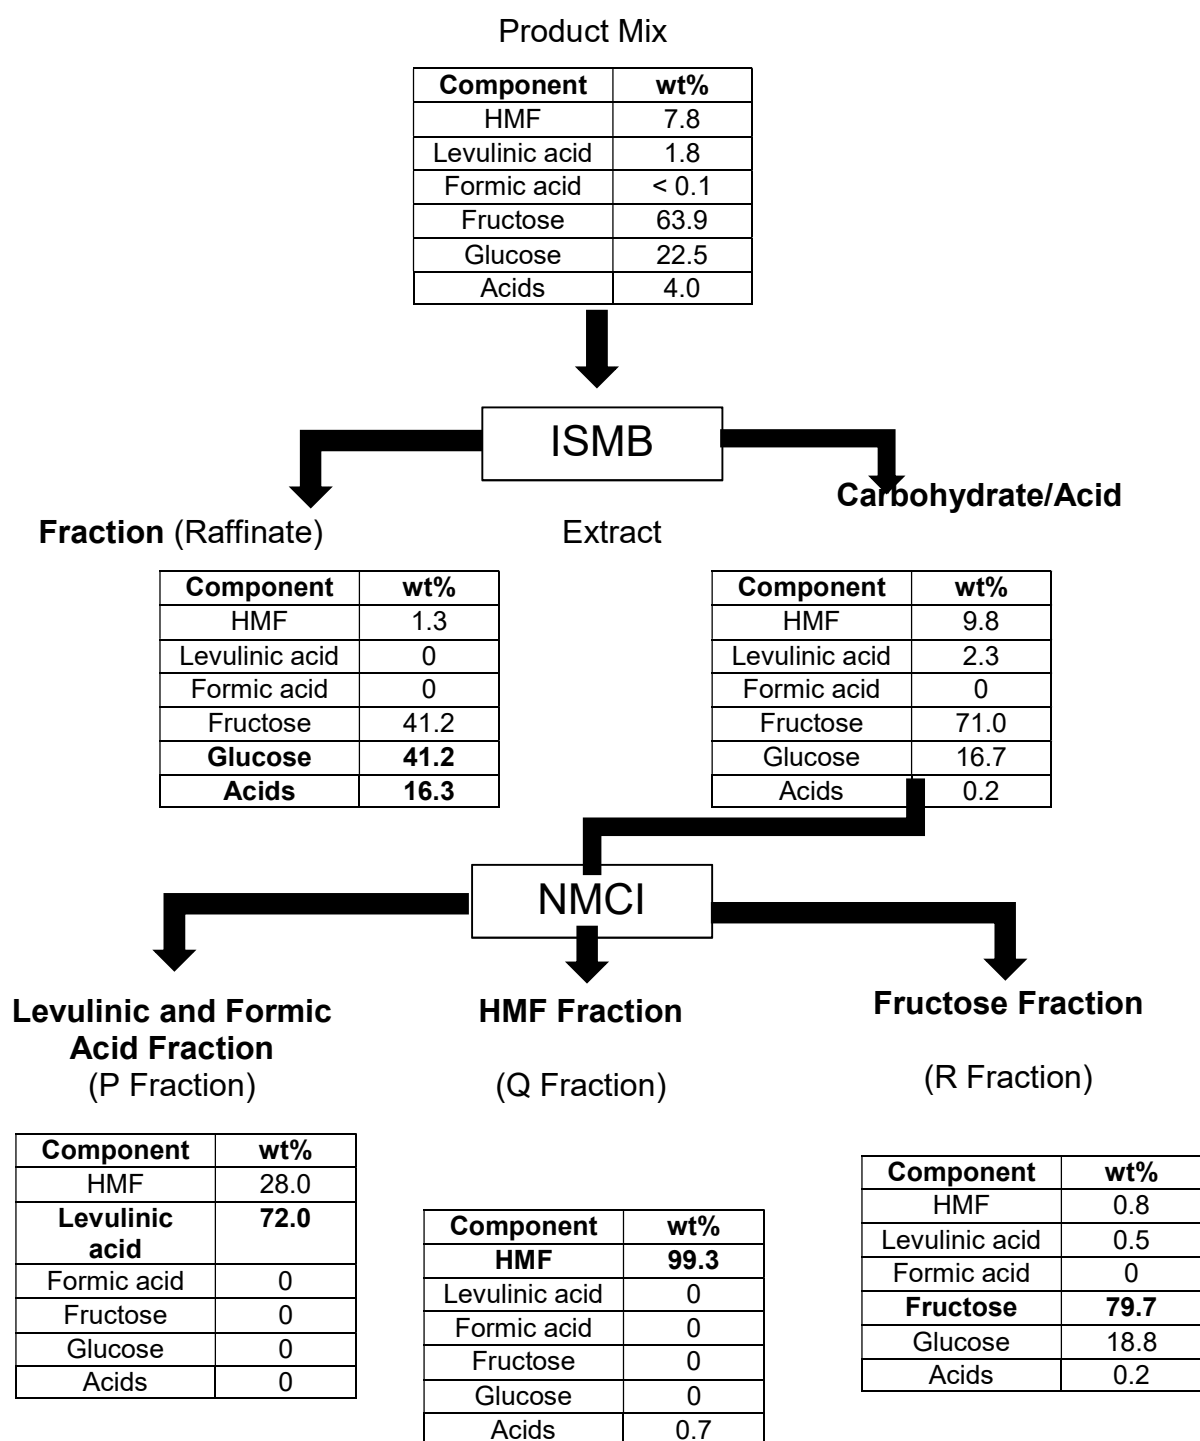 Product Mix
Component wt%
HMF 7.8
Levulinic acid 1.8
Formic acid < 0.1
Fructose 63.9
Glucose 22.5
Acids 4.0
ISMB
Carbohydrate/Acid
Fraction (Raffinate) Extract
Component wt%
HMF 1.3
Levulinic acid 0
Formic acid 0
Fructose 41.2
Glucose 41.2
Acids 16.3
Component wt%
HMF 9.8
Levulinic acid 2.3
Formic acid 0
Fructose 71.0
Glucose 16.7
Acids 0.2
NMCI
Levulinic and Formic
Acid Fraction
(P Fraction)
HMF Fraction
(Q Fraction)
Fructose Fraction
(R Fraction)
Component wt%
HMF 28.0
Levulinic 72.0
acid
Formic acid 0
Fructose 0
Glucose 0
Acids 0
Component wt%
HMF 99.3
Levulinic acid 0
Formic acid 0
Fructose 0
Glucose 0
Acids 0.7
Component wt%
HMF 0.8
Levulinic acid 0.5
Formic acid 0
Fructose 79.7
Glucose 18.8
Acids 0.2